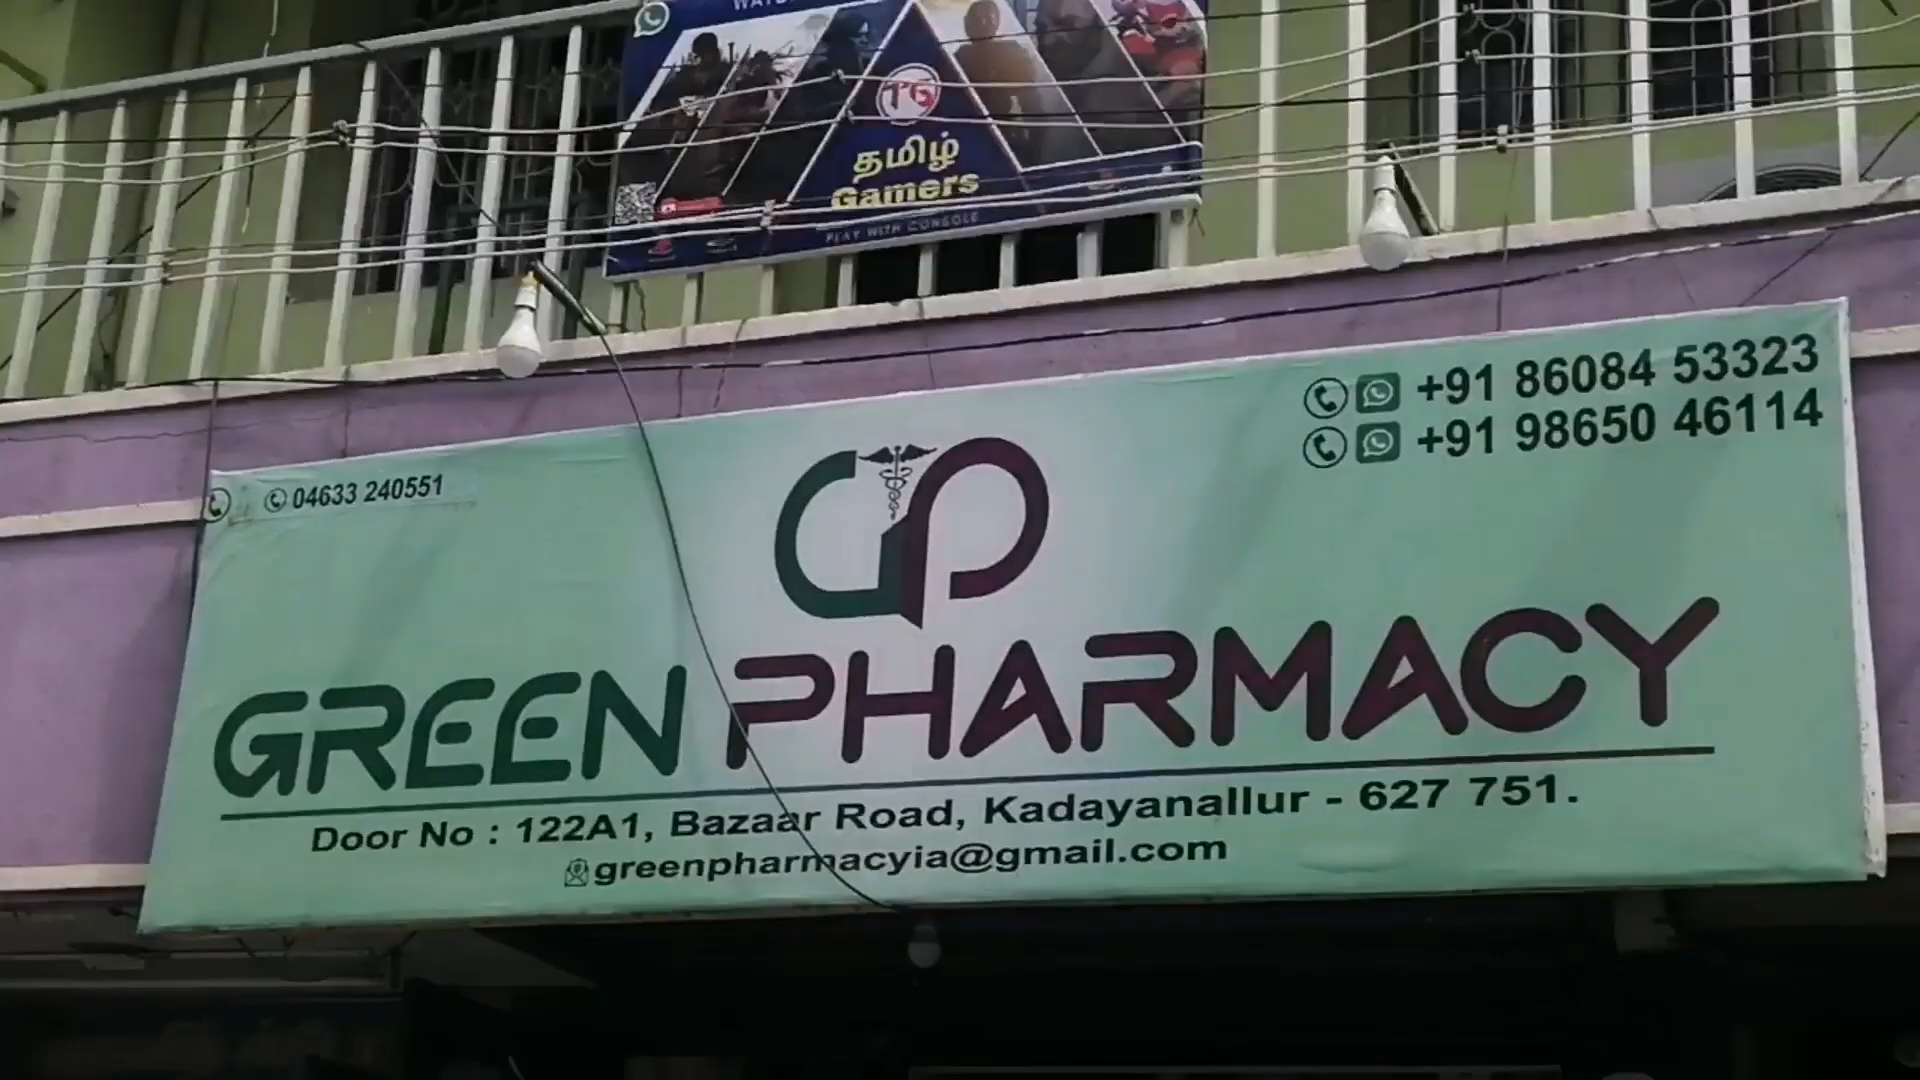 TG
தமிழ்
Gamers
PLAY WITH CONSOLE
+91 86084 53323
+91 98650 46114
04633 240551
GREEN PHARMACY
Door No : 122A1, Bazaar Road, Kadayanallur - 627 751.
greenpharmacyia@gmail.com